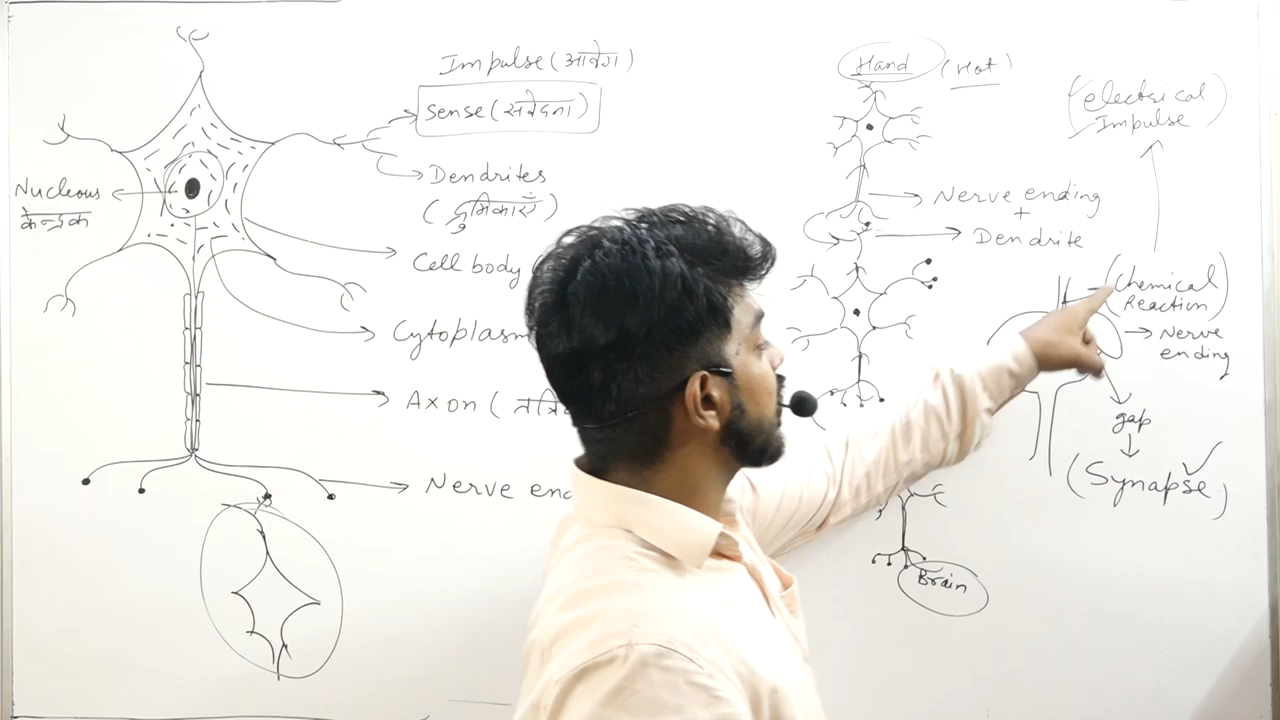 Impulse (आवेग)
Sense (संवेदना)
Dendrites
(द्रुमिकायें)
Nucleous
केन्द्रक
Cell body (
Cytoplasm
Axon (
Nerve
Hand (Hot)
(electrical
Impulse)
Nerve ending
+
Dendrite
(Chemical
Reaction)
Nerve
ending
gap
(Synapse)
Brain